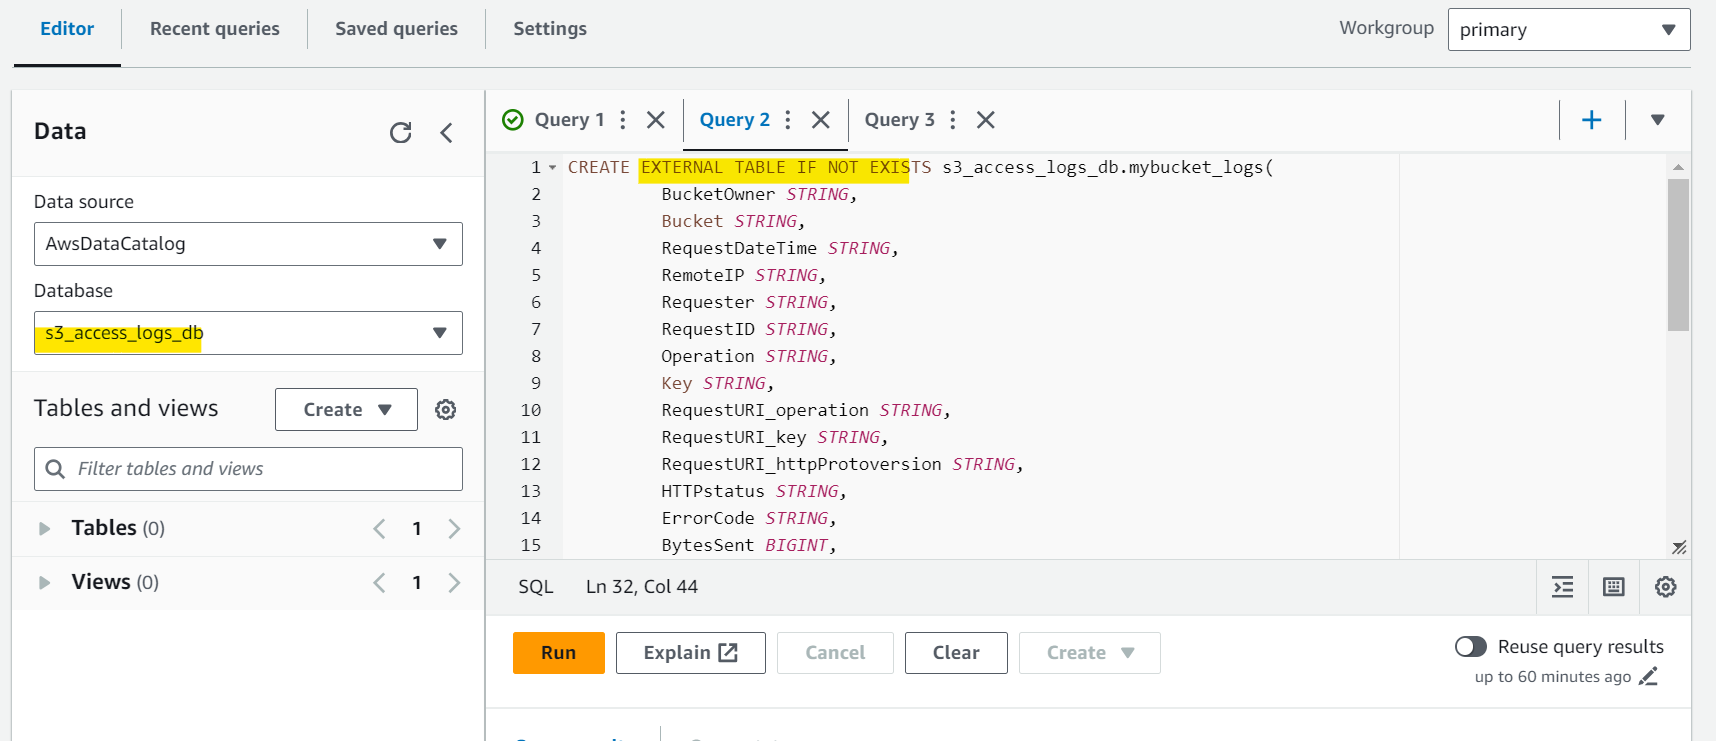 Editor
Recent queries
Saved queries
Settings
Workgroup
primary
Data
Data source
AwsDataCatalog
Database
s3_access_logs_db
Tables and views
Create
Filter tables and views
Tables (0)
1
Views (0)
1
Query 1
Query 2
Query 3
1 CREATE EXTERNAL TABLE IF NOT EXISTS s3_access_logs_db.mybucket_logs(
2 BucketOwner STRING,
3 Bucket STRING,
4 RequestDateTime STRING,
5 RemoteIP STRING,
6 Requester STRING,
7 RequestID STRING,
8 Operation STRING,
9 Key STRING,
10 RequestURI_operation STRING,
11 RequestURI_key STRING,
12 RequestURI_httpProtoversion STRING,
13 HTTPstatus STRING,
14 ErrorCode STRING,
15 BytesSent BIGINT,
SQL
Ln 32, Col 44
Run
Explain
Cancel
Clear
Create
Reuse query results
up to 60 minutes ago